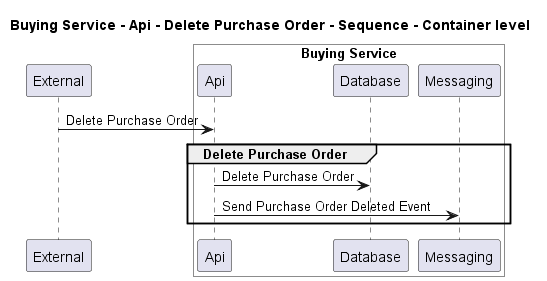 Buying Service - Api - Delete Purchase Order - Sequence - Container level
Buying Service
External Api Database Messaging
Delete Purchase Order
Delete Purchase Order
Delete Purchase Order
Send Purchase Order Deleted Event
External Api Database Messaging